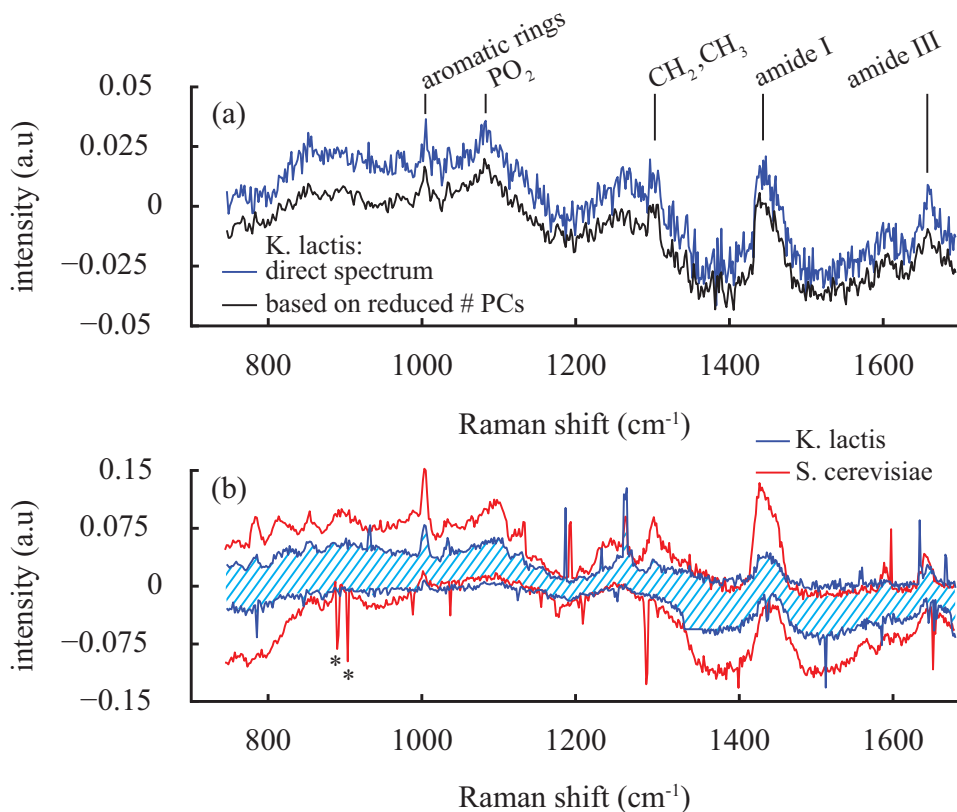 aromatic rings
PO2
CH2,CH3
amide I
amide III
(a)
0.05
0.025
0
−0.025
−0.05
intensity (a.u)
K. lactis:
direct spectrum
based on reduced # PCs
800
1000
1200
1400
1600
Raman shift (cm-1)
K. lactis
S. cerevisiae
(b)
0.15
0.075
0
−0.075
−0.15
intensity (a.u)
*
*
800
1000
1200
1400
1600
Raman shift (cm-1)